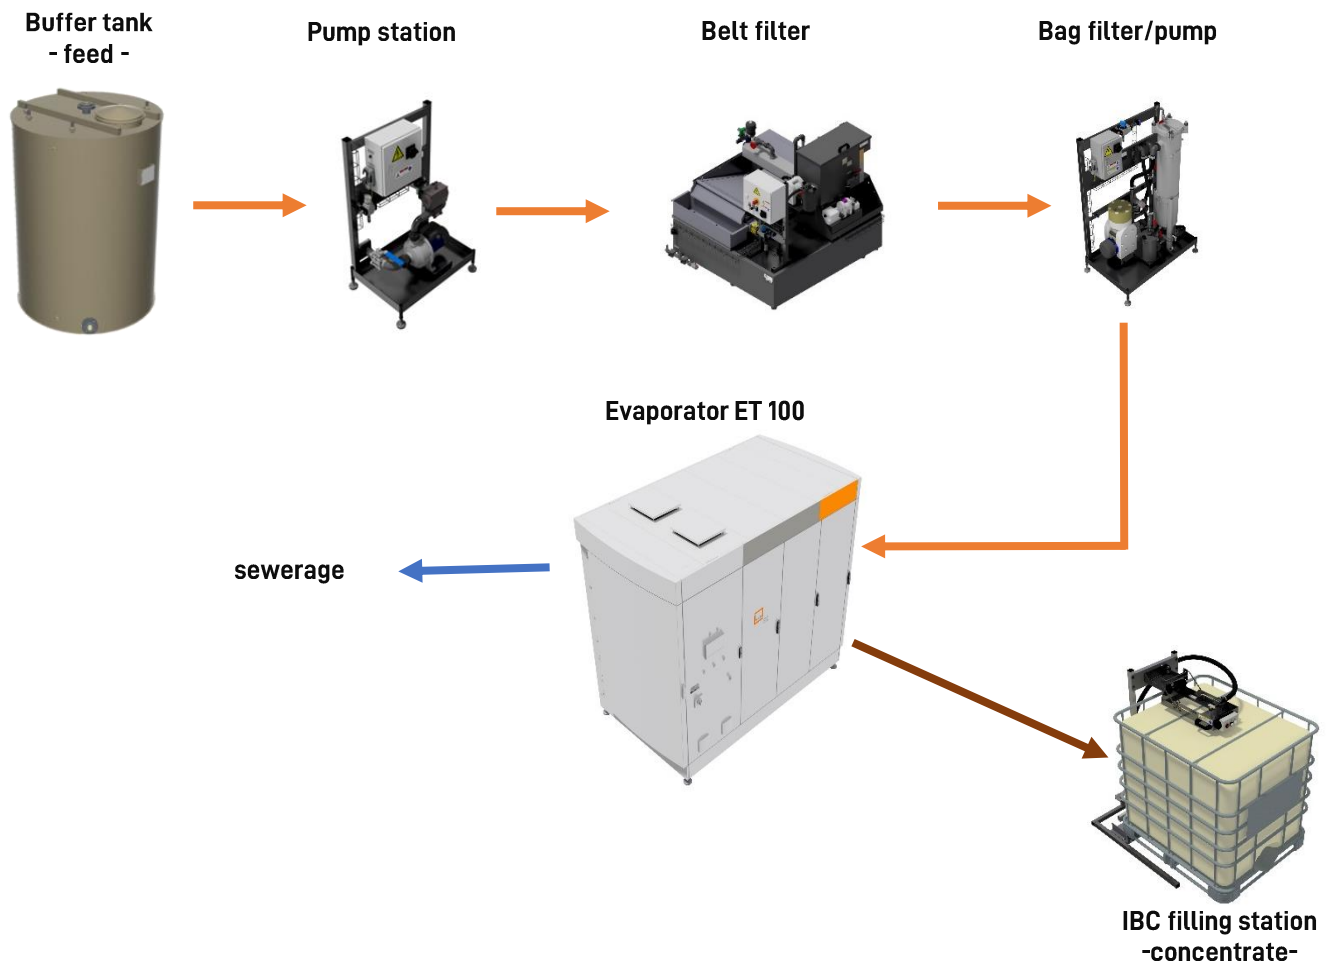 Buffer tank
- feed -
Pump station
Belt filter
Bag filter/pump
Evaporator ET 100
sewerage
IBC filling station
-concentrate-